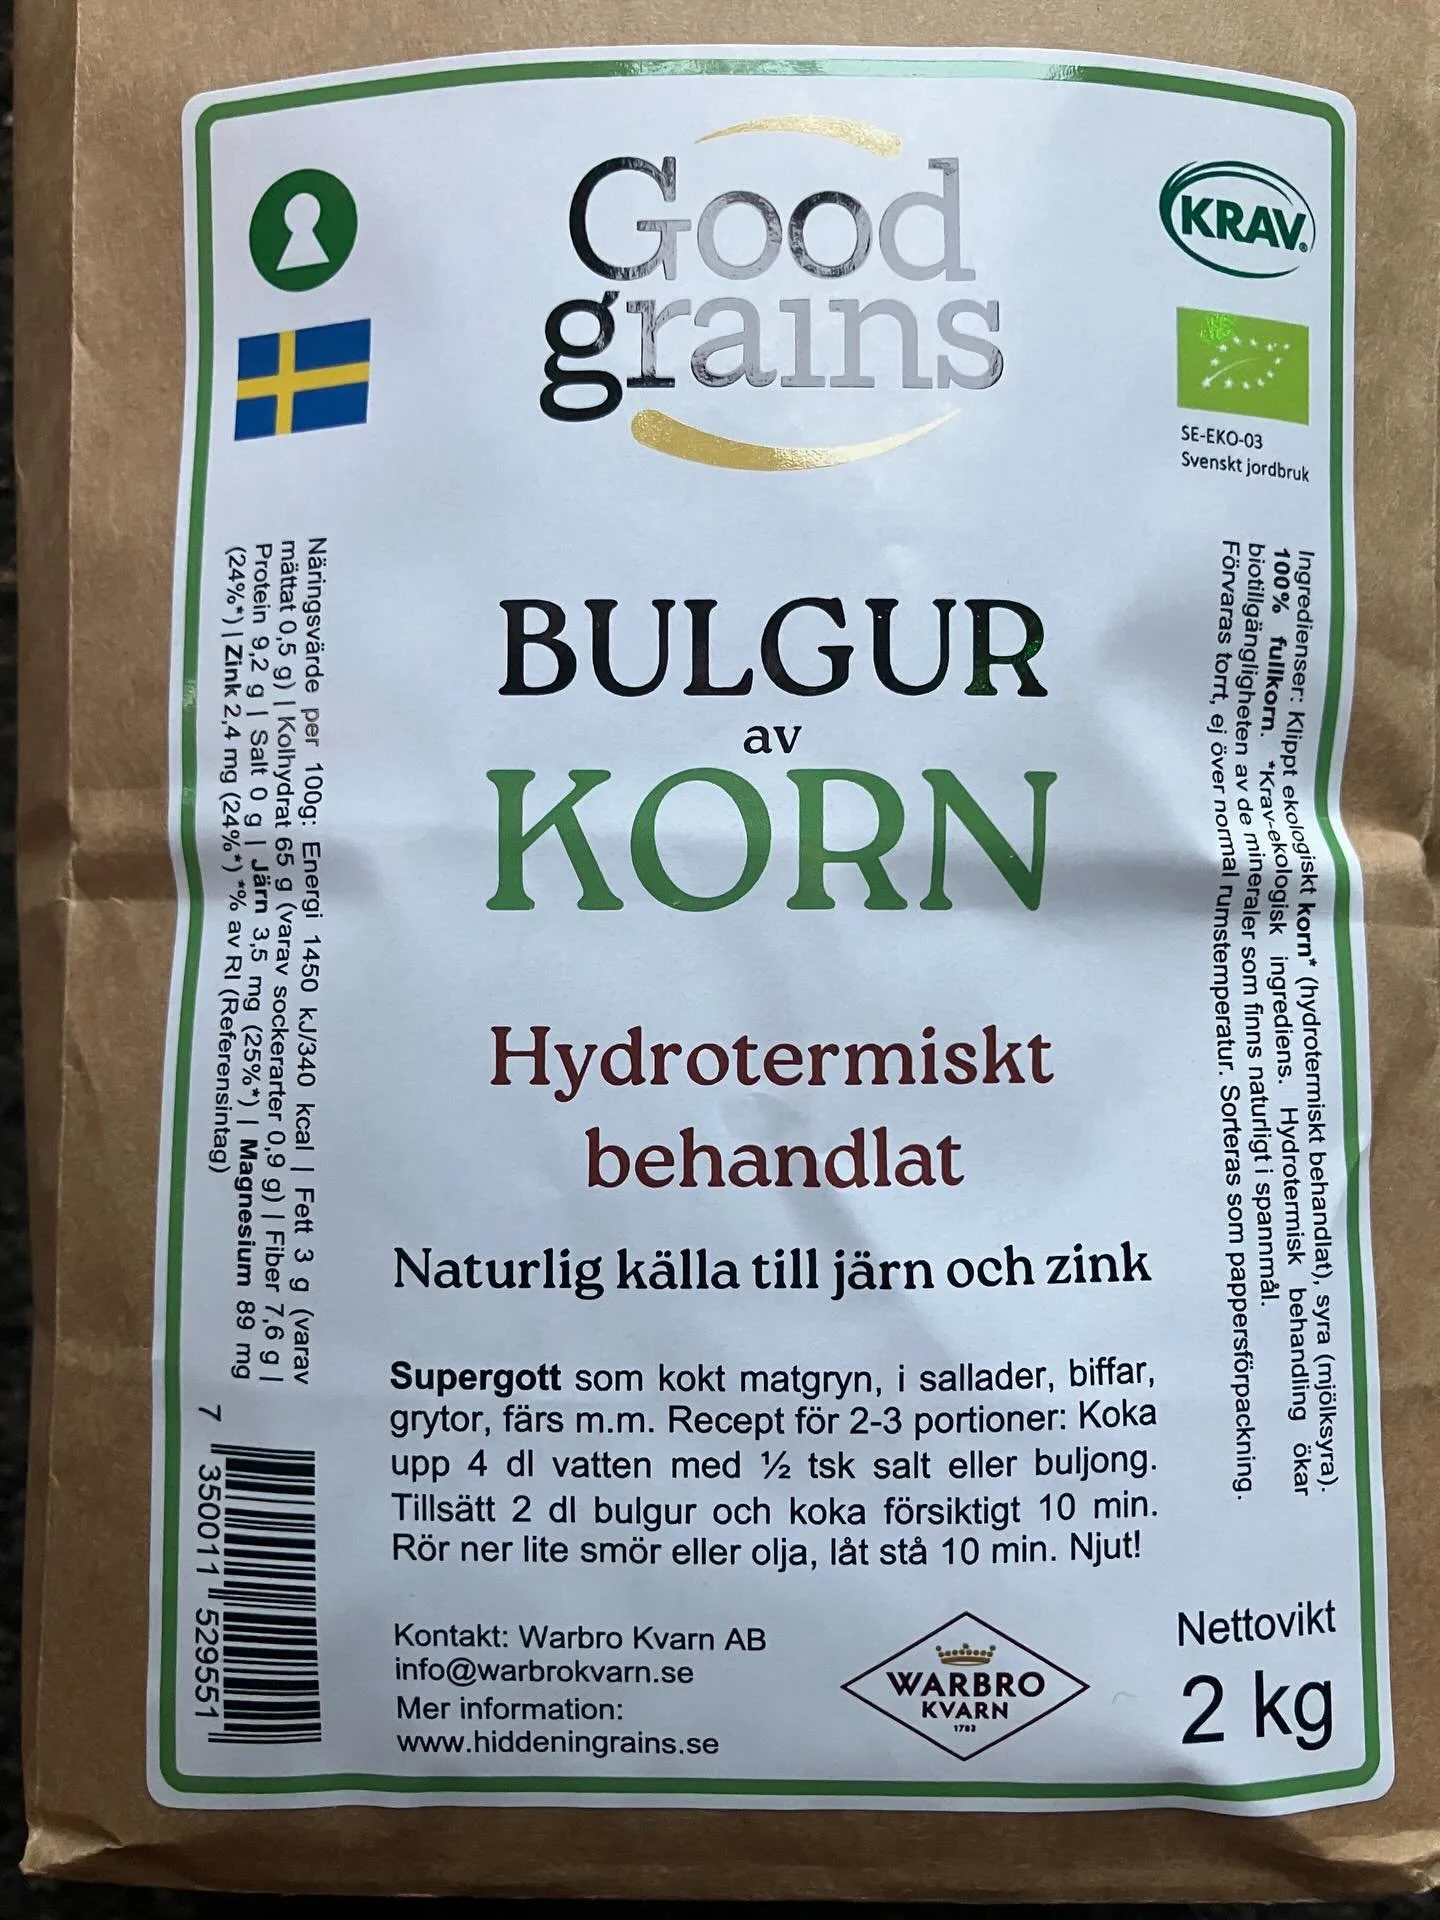 Good
grains
KRAV®
SE-EKO-03
Svenskt jordbruk
BULGUR
av
KORN
Hydrotermiskt
behandlat
Naturlig källa till järn och zink
Supergott som kokt matgryn, i sallader, biffar,
grytor, färs m.m. Recept för 2-3 portioner: Koka
upp 4 dl vatten med ½ tsk salt eller buljong.
Tillsätt 2 dl bulgur och koka försiktigt 10 min.
Rör ner lite smör eller olja, låt stå 10 min. Njut!
Kontakt: Warbro Kvarn AB
info@warbrokvarn.se
Mer information:
www.hiddeningrains.se
WARBRO
KVARN
1783
Nettovikt
2 kg
Näringsvärde per 100g: Energi 1450 kJ/340 kcal | Fett 3 g (varav
mättat 0,5 g) | Kolhydrat 65 g (varav sockerarter 0,9 g) | Fiber 7,6 g |
Protein 9,2 g | Salt 0 g | Järn 3,5 mg (25%*) | Magnesium 89 mg
(24%*) | Zink 2,4 mg (24%*) *% av RI (Referensintag)
7 350011 529551
Ingredienser: Klippt ekologiskt korn* (hydrotermiskt behandlat), syra (mjölksyra).
100% fullkorn. *Krav-ekologisk ingrediens. Hydrotermisk behandling ökar
biotillgängligheten av de mineraler som finns naturligt i spannmål.
Förvaras torrt, ej över normal rumstemperatur. Sorteras som pappersförpackning.